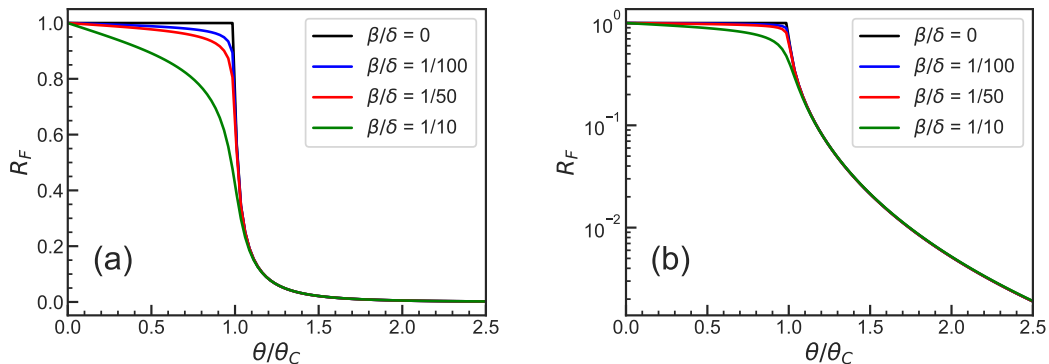 1.0
0.8
0.6
0.4
0.2
0.0
R_F
β/δ = 0
β/δ = 1/100
β/δ = 1/50
β/δ = 1/10
(a)
0.0 0.5 1.0 1.5 2.0 2.5
θ/θ_C
10⁰
10⁻¹
10⁻²
R_F
β/δ = 0
β/δ = 1/100
β/δ = 1/50
β/δ = 1/10
(b)
0.0 0.5 1.0 1.5 2.0 2.5
θ/θ_C